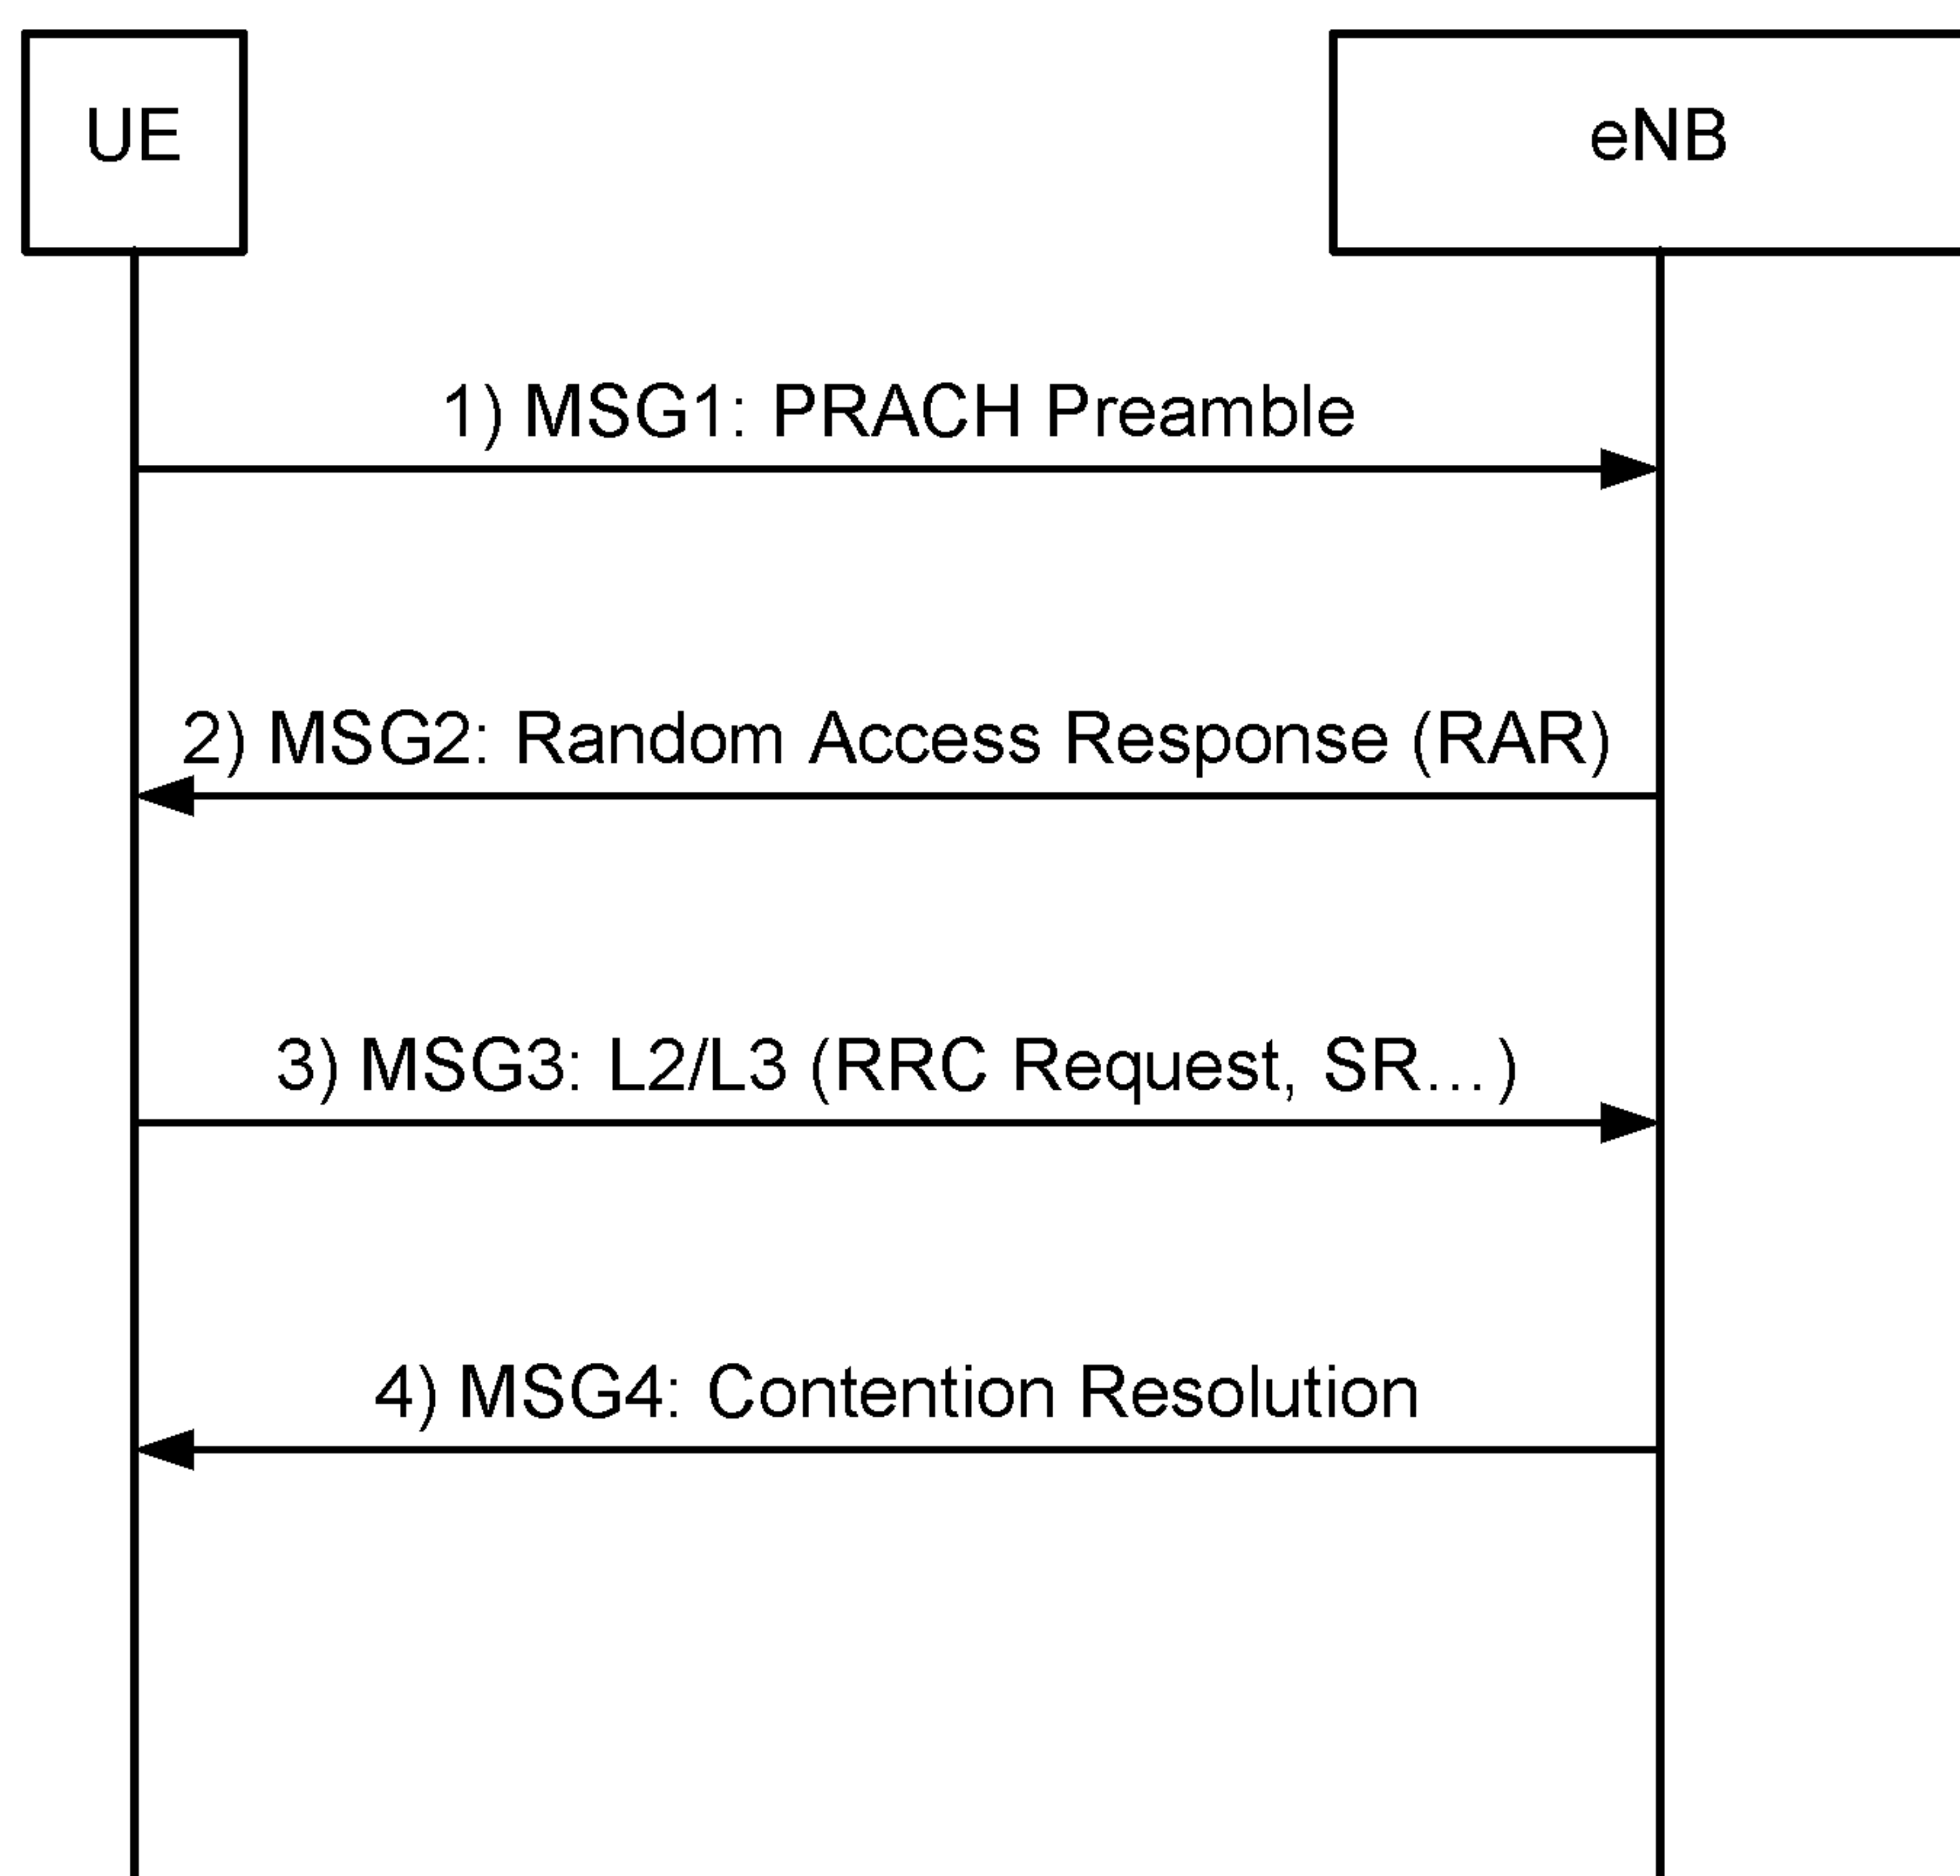 UE
eNB
1) MSG1: PRACH Preamble
2) MSG2: Random Access Response (RAR)
3) MSG3: L2/L3 (RRC Request, SR... )
4) MSG4: Contention Resolution